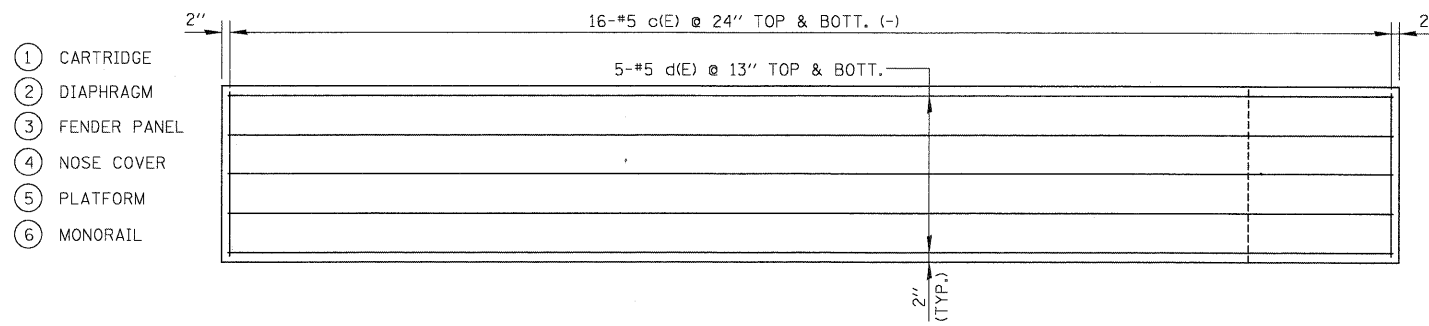 2"
16-#5 c(E) @ 24" TOP & BOTT. (-)
2
5-#5 d(E) @ 13" TOP & BOTT.
1 CARTRIDGE
2 DIAPHRAGM
3 FENDER PANEL
4 NOSE COVER
5 PLATFORM
6 MONORAIL
2"
(TYP.)